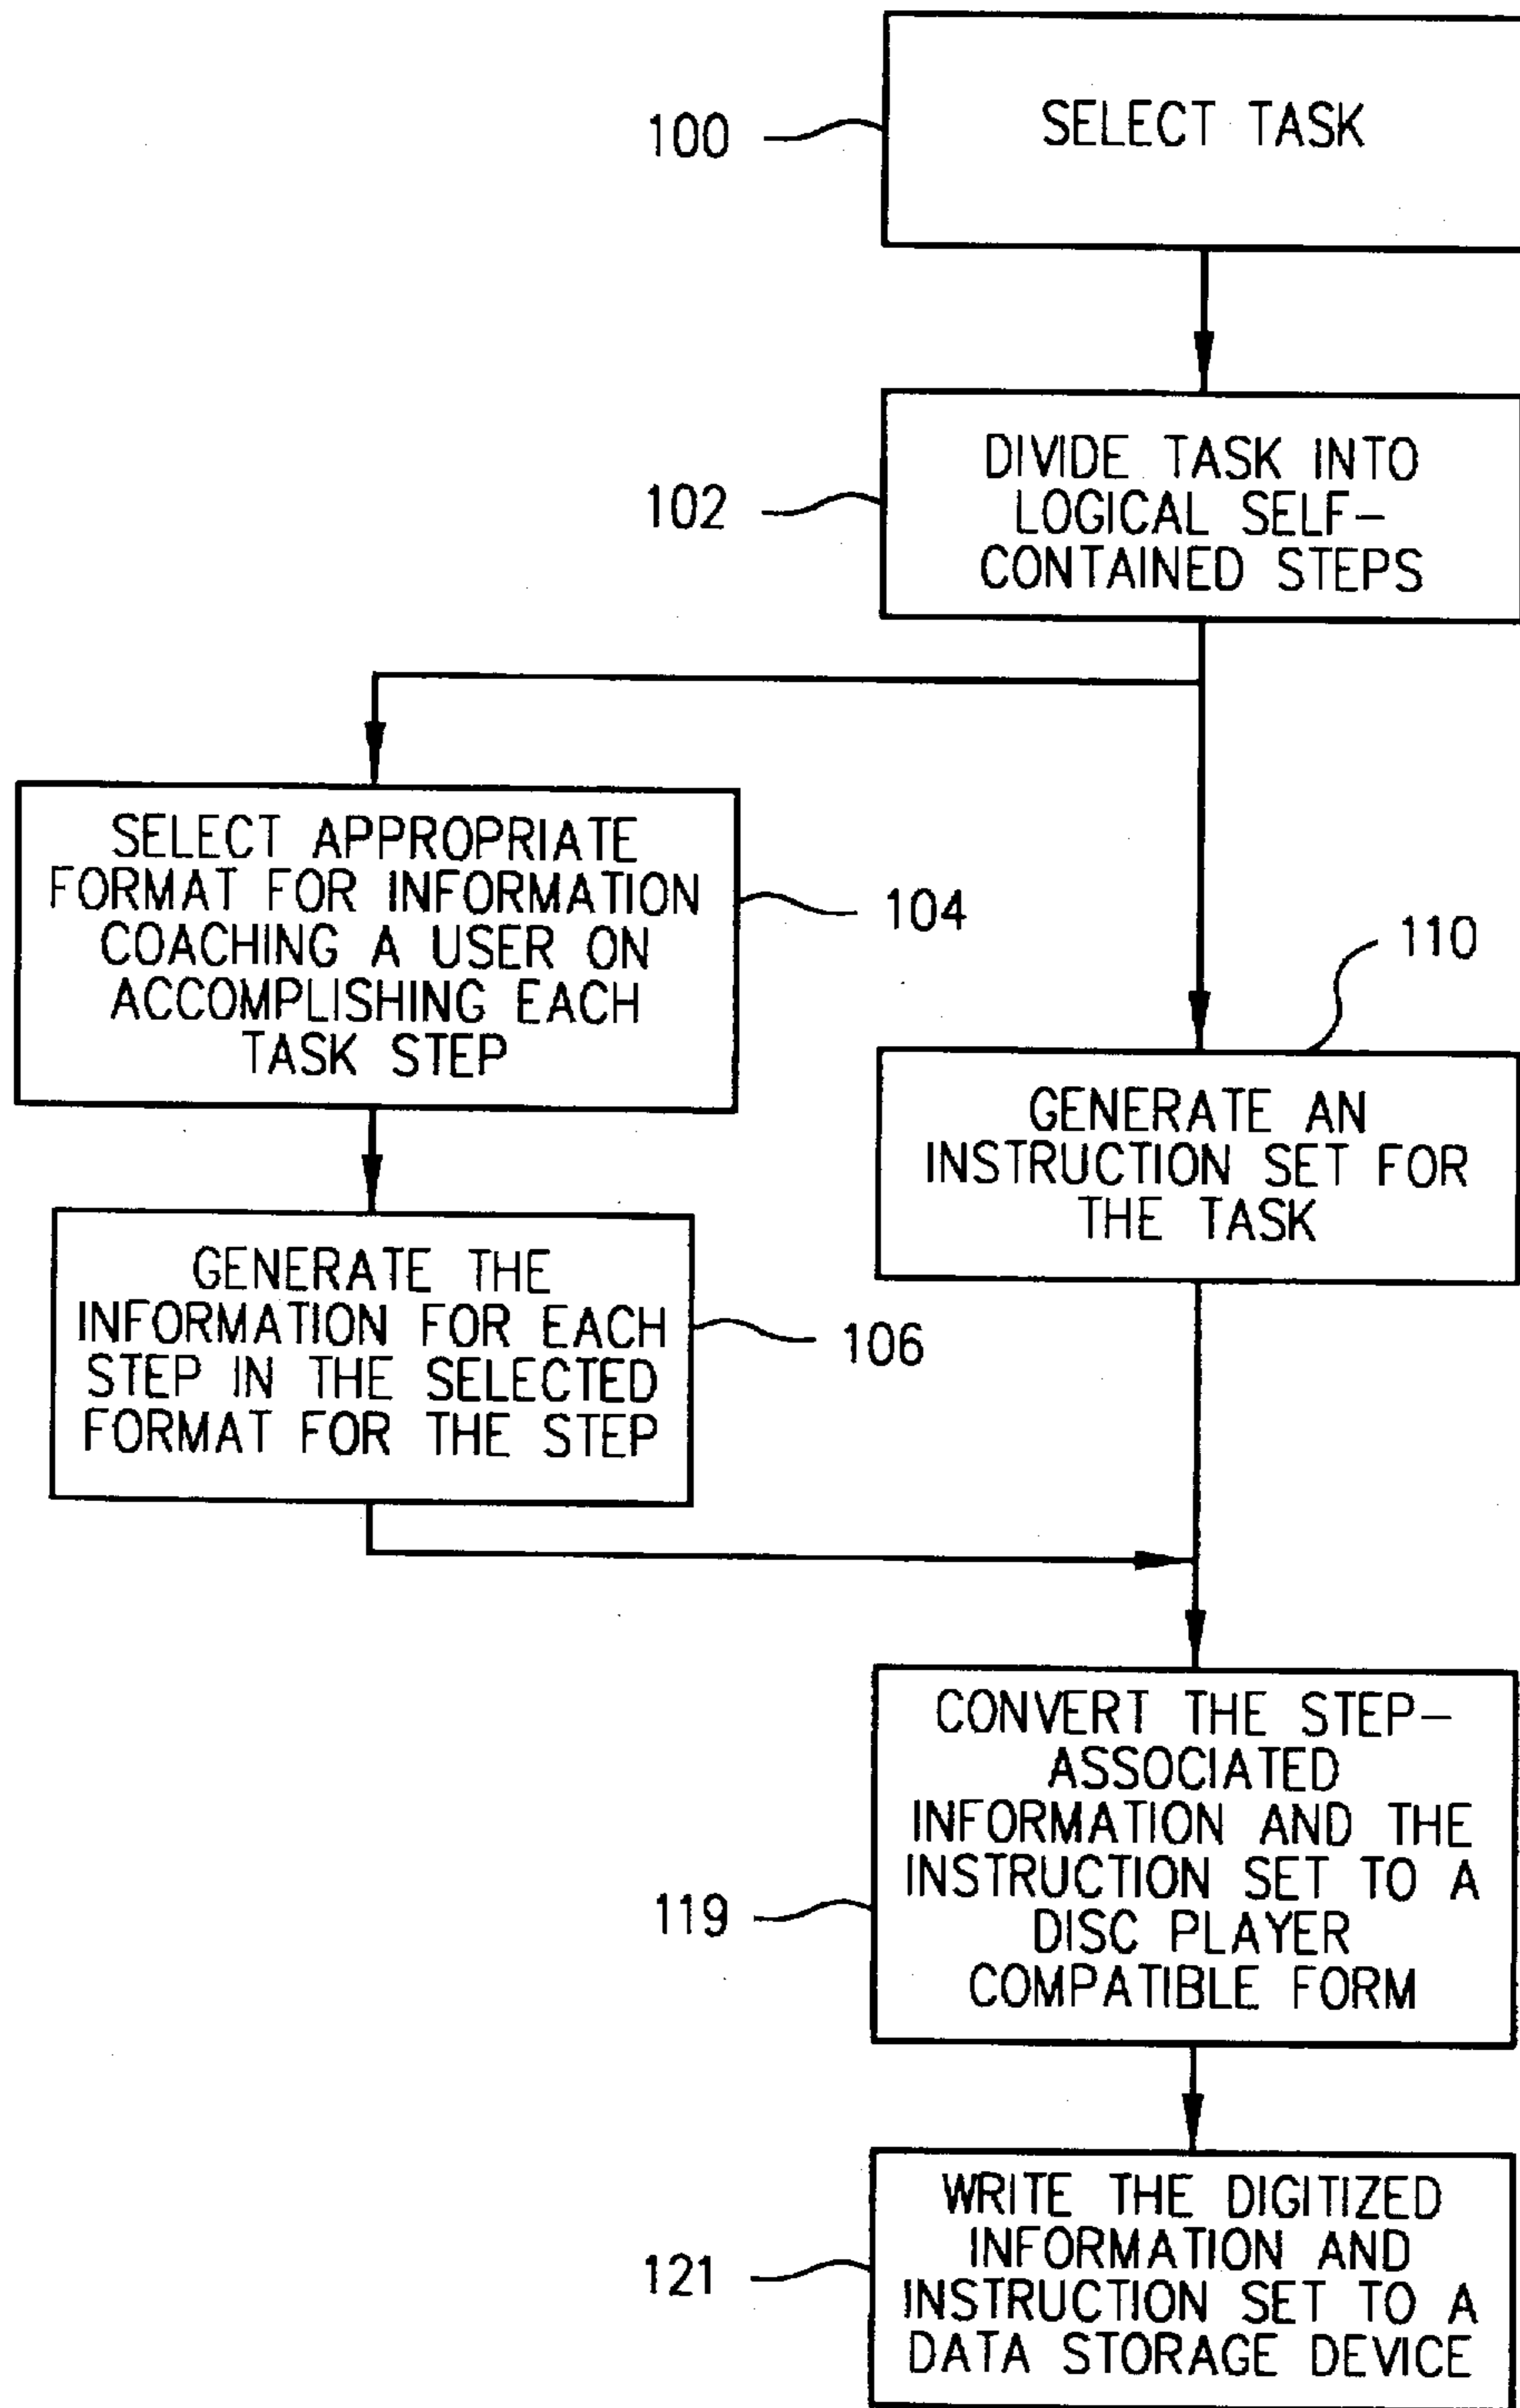 100
SELECT TASK
102
DIVIDE TASK INTO
LOGICAL SELF-
CONTAINED STEPS
SELECT APPROPRIATE
FORMAT FOR INFORMATION
COACHING A USER ON
ACCOMPLISHING EACH
TASK STEP
104
110
GENERATE AN
INSTRUCTION SET FOR
THE TASK
GENERATE THE
INFORMATION FOR EACH
STEP IN THE SELECTED
FORMAT FOR THE STEP
106
CONVERT THE STEP-
ASSOCIATED
INFORMATION AND THE
INSTRUCTION SET TO A
DISC PLAYER
COMPATIBLE FORM
119
WRITE THE DIGITIZED
INFORMATION AND
INSTRUCTION SET TO A
DATA STORAGE DEVICE
121